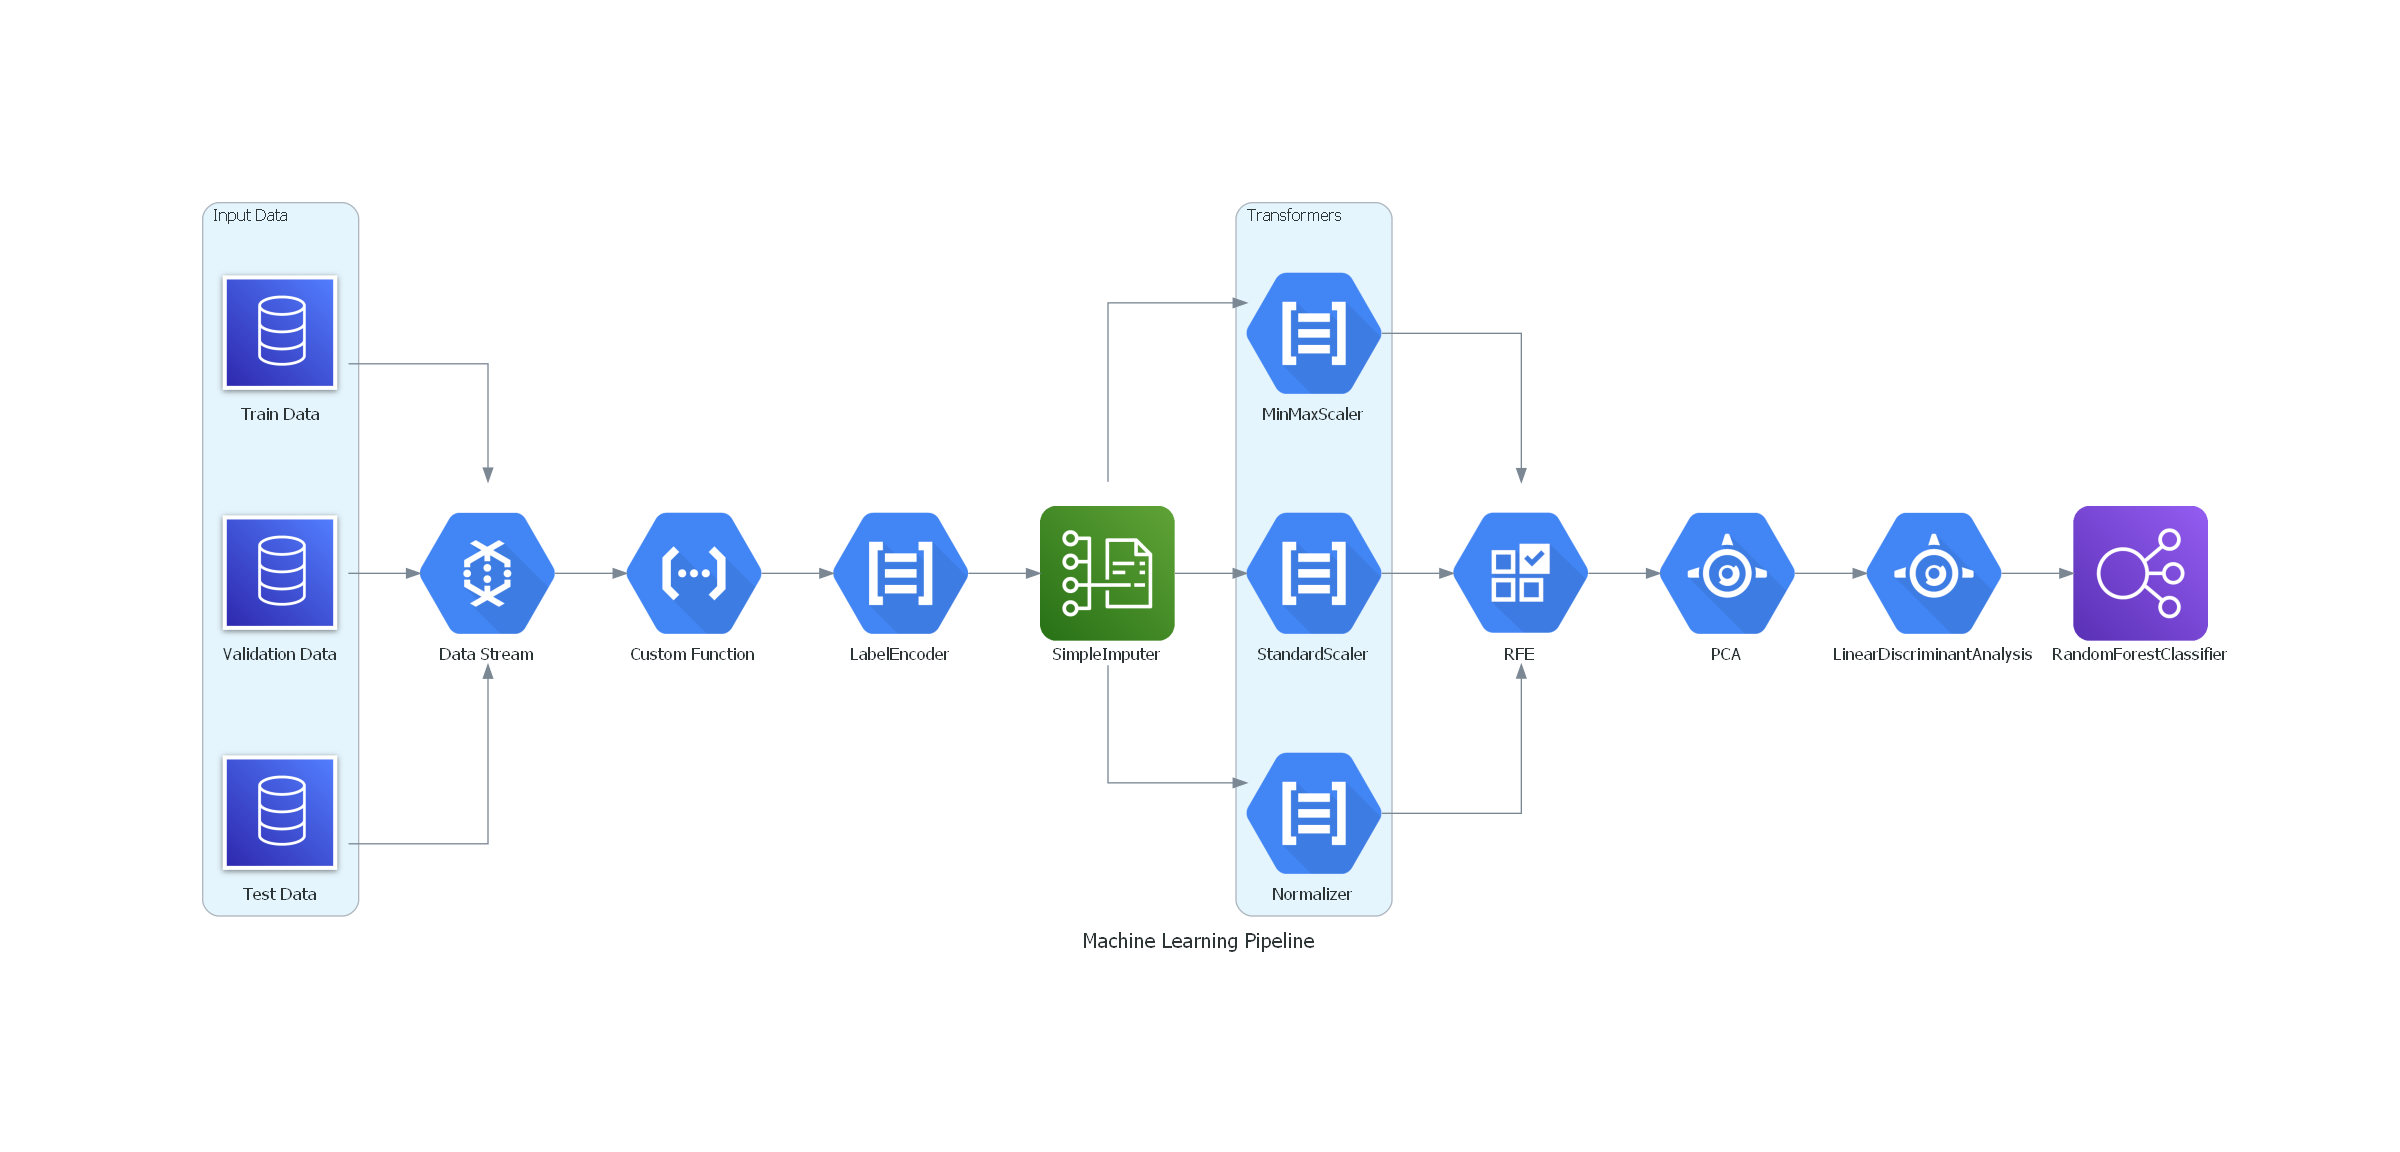 Input Data
Transformers
Train Data
MinMaxScaler
Validation Data
Data Stream
Custom Function
LabelEncoder
SimpleImputer
StandardScaler
RFE
PCA
LinearDiscriminantAnalysis
RandomForestClassifier
Test Data
Normalizer
Machine Learning Pipeline